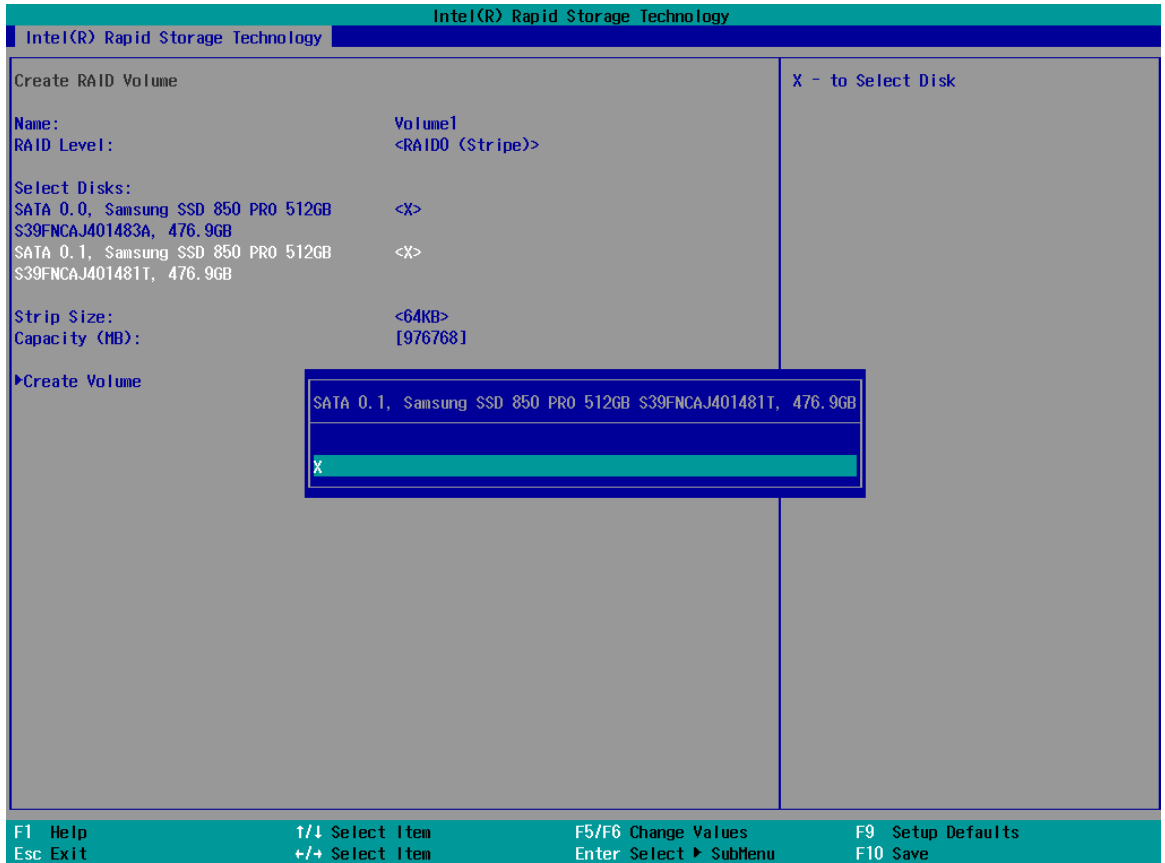 Intel(R) Rapid Storage Technology
Intel(R) Rapid Storage Technology
Create RAID Volume
X - to Select Disk
Name: Volume1
RAID Level: <RAID0 (Stripe)>
Select Disks:
SATA 0.0, Samsung SSD 850 PRO 512GB <X>
S39FNCAJ401483A, 476.9GB
SATA 0.1, Samsung SSD 850 PRO 512GB <X>
S39FNCAJ401481T, 476.9GB
Strip Size: <64KB>
Capacity (MB): [976768]
▶Create Volume
SATA 0.1, Samsung SSD 850 PRO 512GB S39FNCAJ401481T, 476.9GB
X
F1 Help ↑/↓ Select Item F5/F6 Change Values F9 Setup Defaults
Esc Exit ←/→ Select Item Enter Select ▶ SubMenu F10 Save